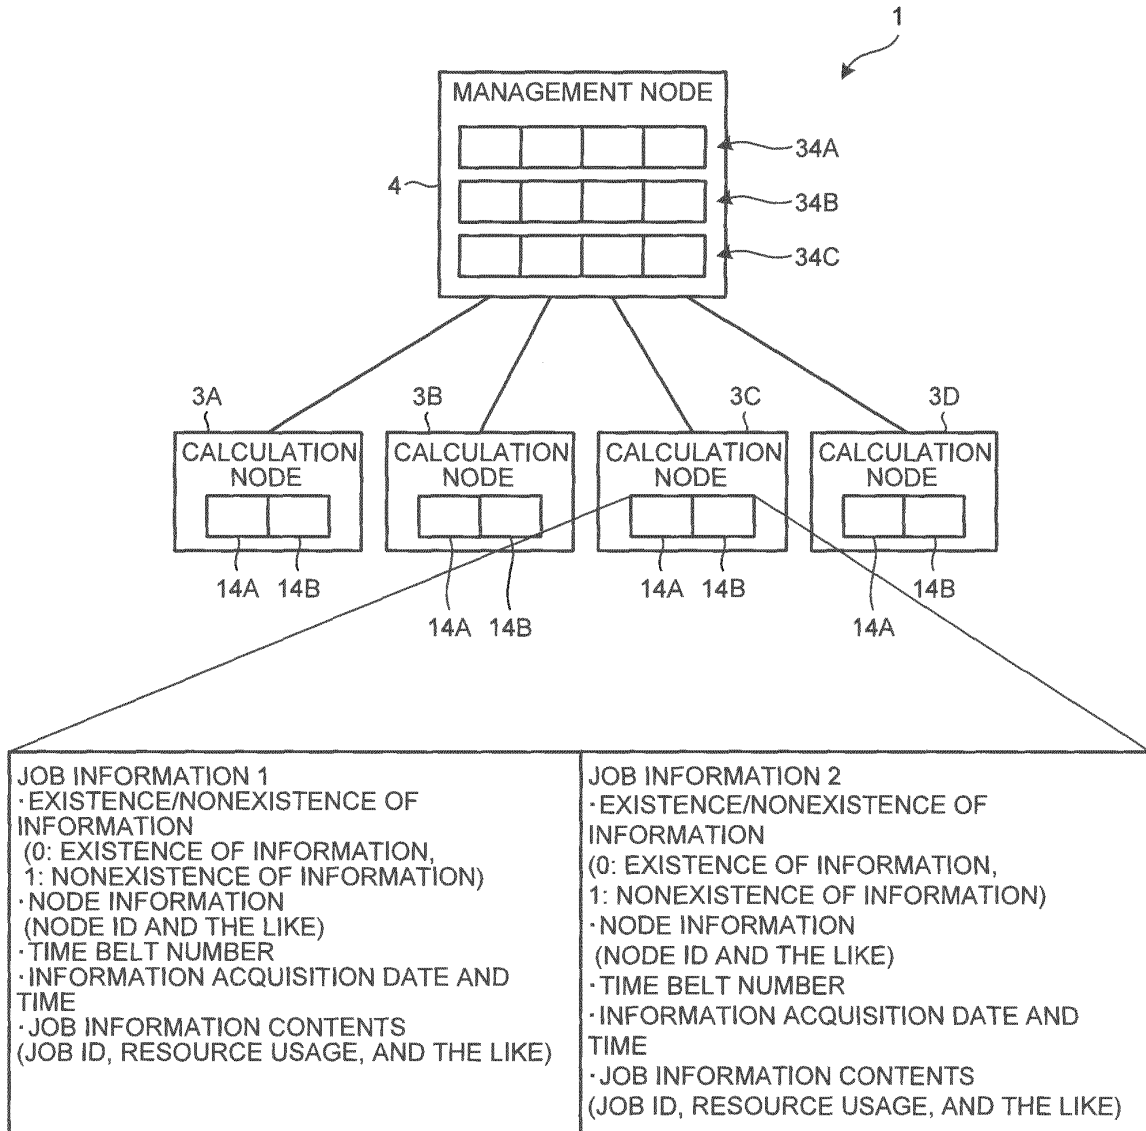 1
MANAGEMENT NODE
34A
4
34B
34C
3A
3B
3C
3D
CALCULATION
NODE
CALCULATION
NODE
CALCULATION
NODE
CALCULATION
NODE
14A 14B
14A 14B
14A 14B
14B
14A
JOB INFORMATION 1
·EXISTENCE/NONEXISTENCE OF
INFORMATION
(0: EXISTENCE OF INFORMATION,
1: NONEXISTENCE OF INFORMATION)
·NODE INFORMATION
(NODE ID AND THE LIKE)
·TIME BELT NUMBER
·INFORMATION ACQUISITION DATE AND
TIME
·JOB INFORMATION CONTENTS
(JOB ID, RESOURCE USAGE, AND THE LIKE)
JOB INFORMATION 2
·EXISTENCE/NONEXISTENCE OF
INFORMATION
(0: EXISTENCE OF INFORMATION,
1: NONEXISTENCE OF INFORMATION)
·NODE INFORMATION
(NODE ID AND THE LIKE)
·TIME BELT NUMBER
·INFORMATION ACQUISITION DATE AND
TIME
·JOB INFORMATION CONTENTS
(JOB ID, RESOURCE USAGE, AND THE LIKE)